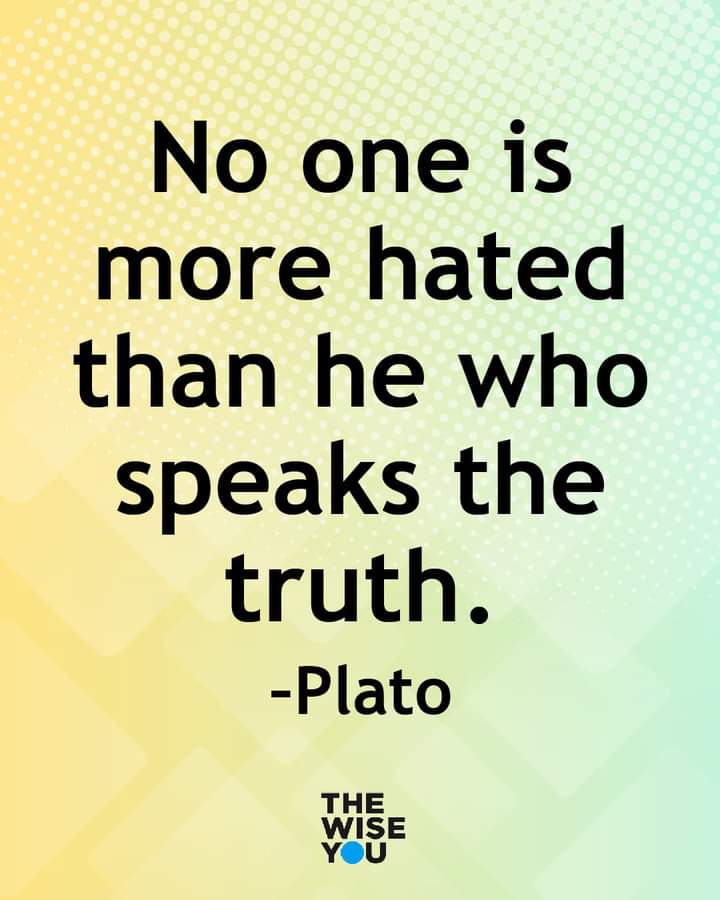 No one is
more hated
than he who
speaks the
truth.
-Plato
THE
WISE
YOU